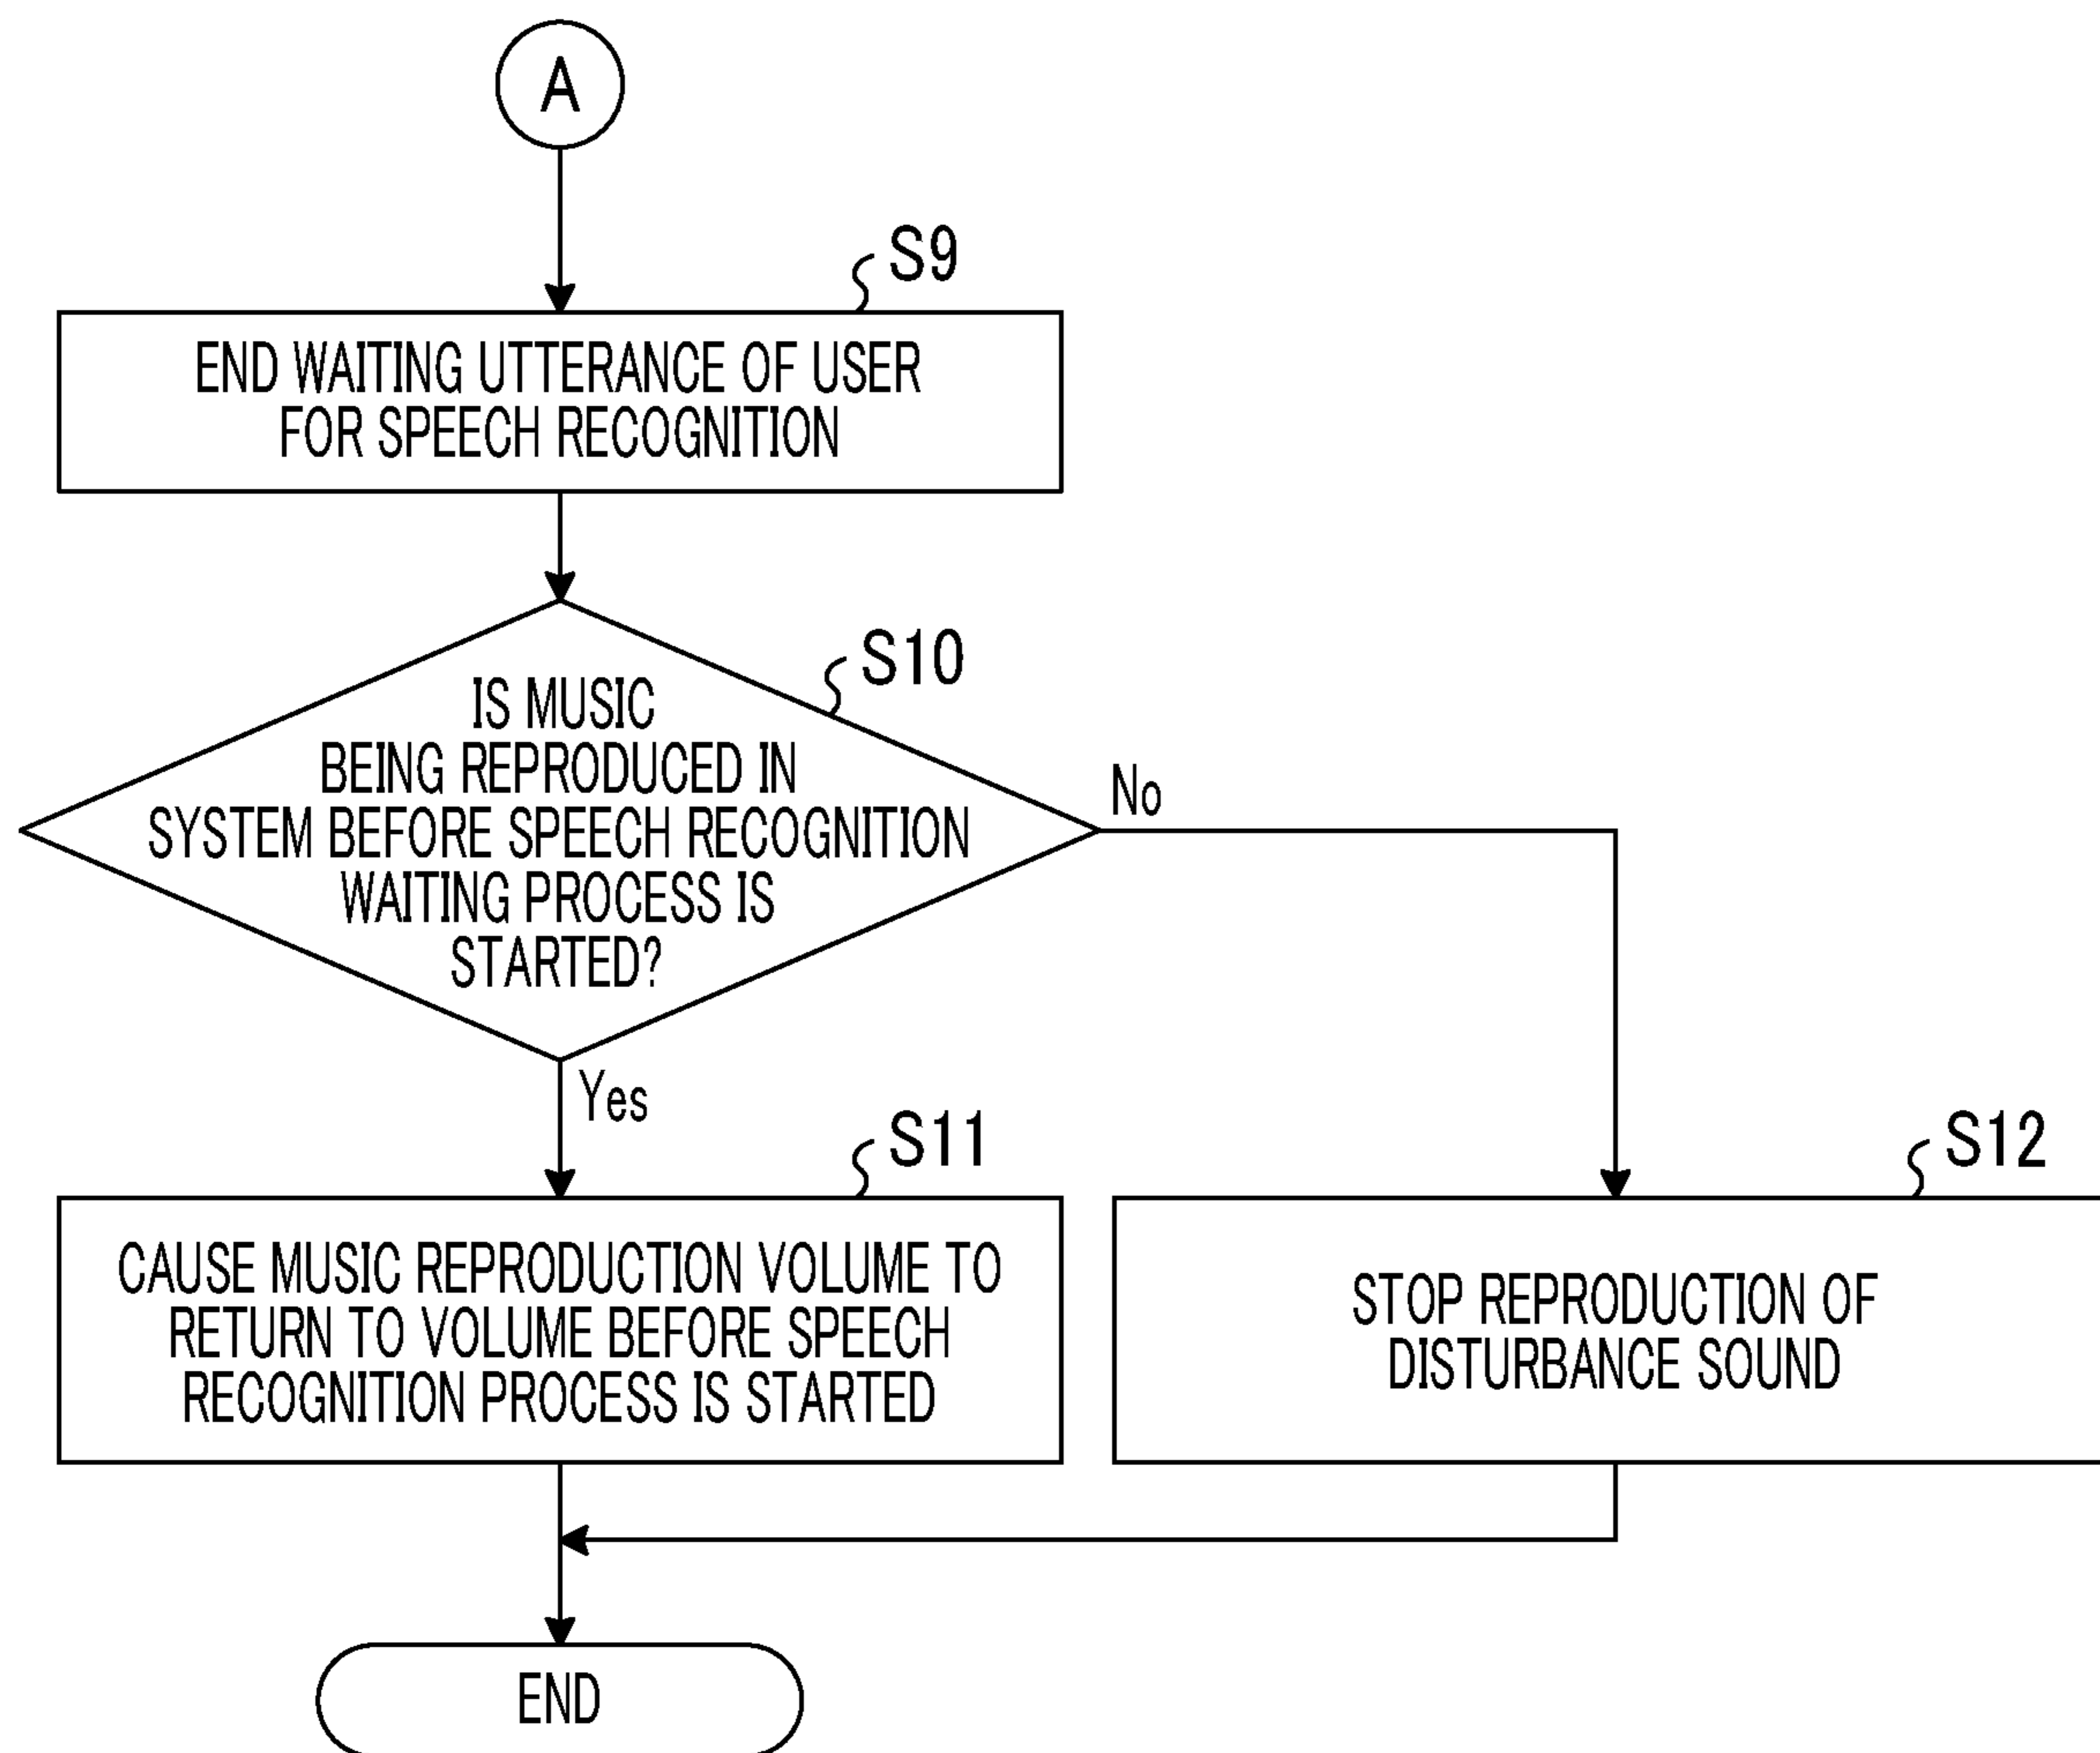 A
S9
END WAITING UTTERANCE OF USER
FOR SPEECH RECOGNITION
S10
IS MUSIC
BEING REPRODUCED IN
SYSTEM BEFORE SPEECH RECOGNITION
WAITING PROCESS IS
STARTED?
No
Yes
S11
CAUSE MUSIC REPRODUCTION VOLUME TO
RETURN TO VOLUME BEFORE SPEECH
RECOGNITION PROCESS IS STARTED
S12
STOP REPRODUCTION OF
DISTURBANCE SOUND
END